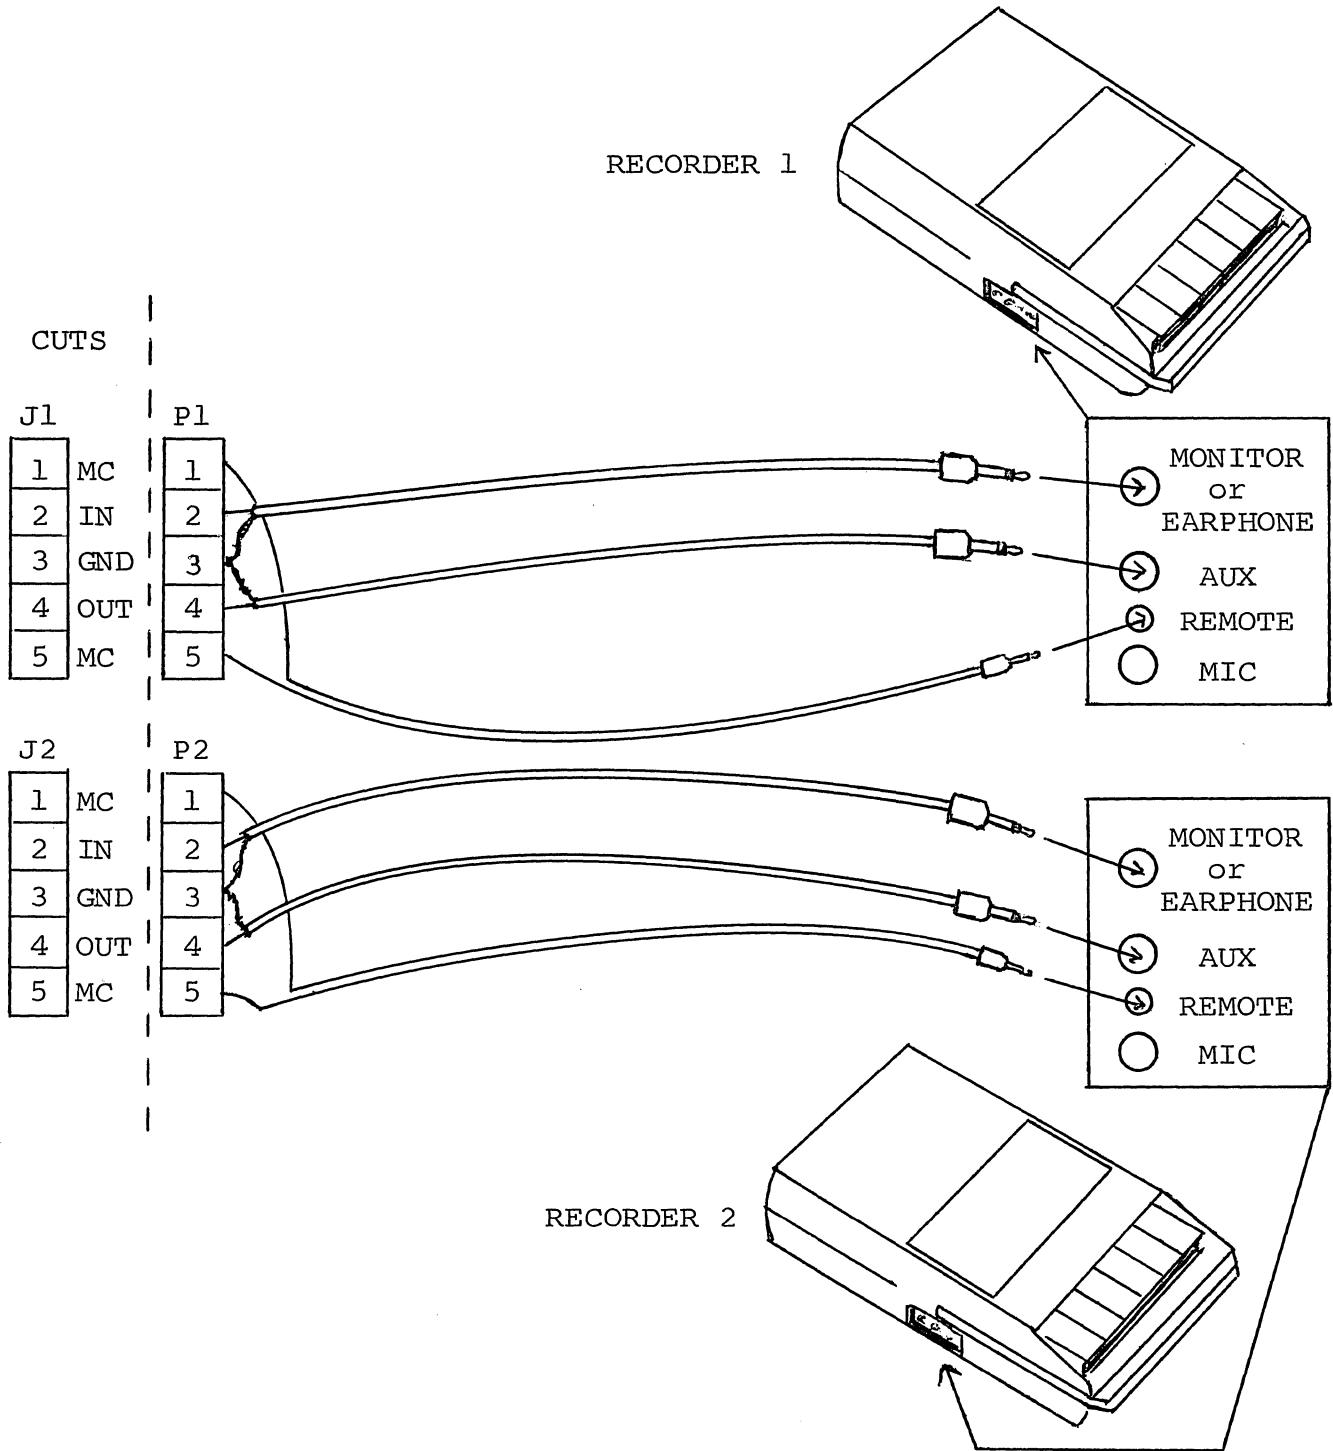 RECORDER 1
CUTS
J1
P1
1 MC 1
2 IN 2
3 GND 3
4 OUT 4
5 MC 5
MONITOR
or
EARPHONE
AUX
REMOTE
MIC
J2
P2
1 MC 1
2 IN 2
3 GND 3
4 OUT 4
5 MC 5
MONITOR
or
EARPHONE
AUX
REMOTE
MIC
RECORDER 2